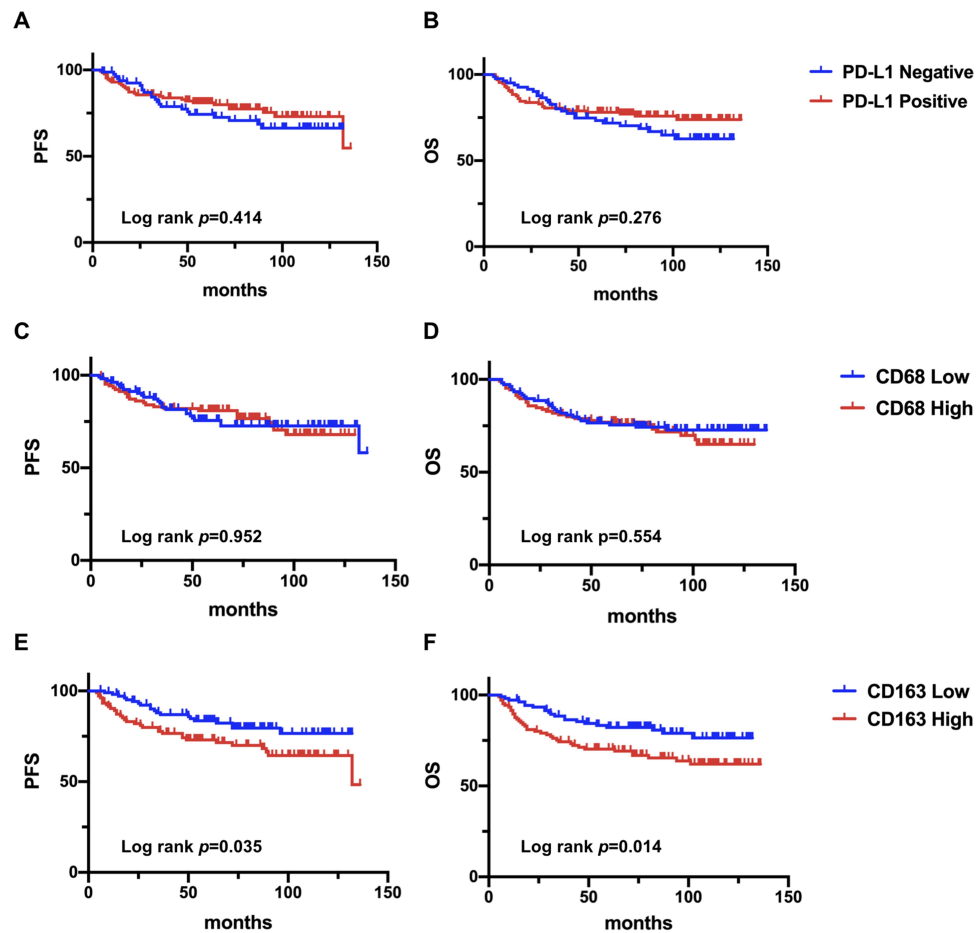 A
PFS
100
50
0
0
50
100
150
months
Log rank p=0.414
B
OS
100
50
0
0
50
100
150
months
Log rank p=0.276
PD-L1 Negative
PD-L1 Positive
C
PFS
100
50
0
0
50
100
150
months
Log rank p=0.952
D
OS
100
50
0
0
50
100
150
months
Log rank p=0.554
CD68 Low
CD68 High
E
PFS
100
50
0
0
50
100
150
months
Log rank p=0.035
F
OS
100
50
0
0
50
100
150
months
Log rank p=0.014
CD163 Low
CD163 High